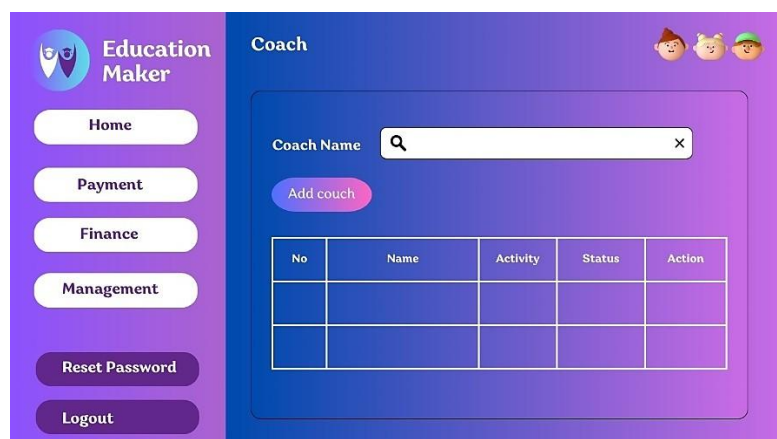 Education
Maker
Home
Payment
Finance
Management
Reset Password
Logout
Coach
Coach Name
Add couch
No Name Activity Status Action